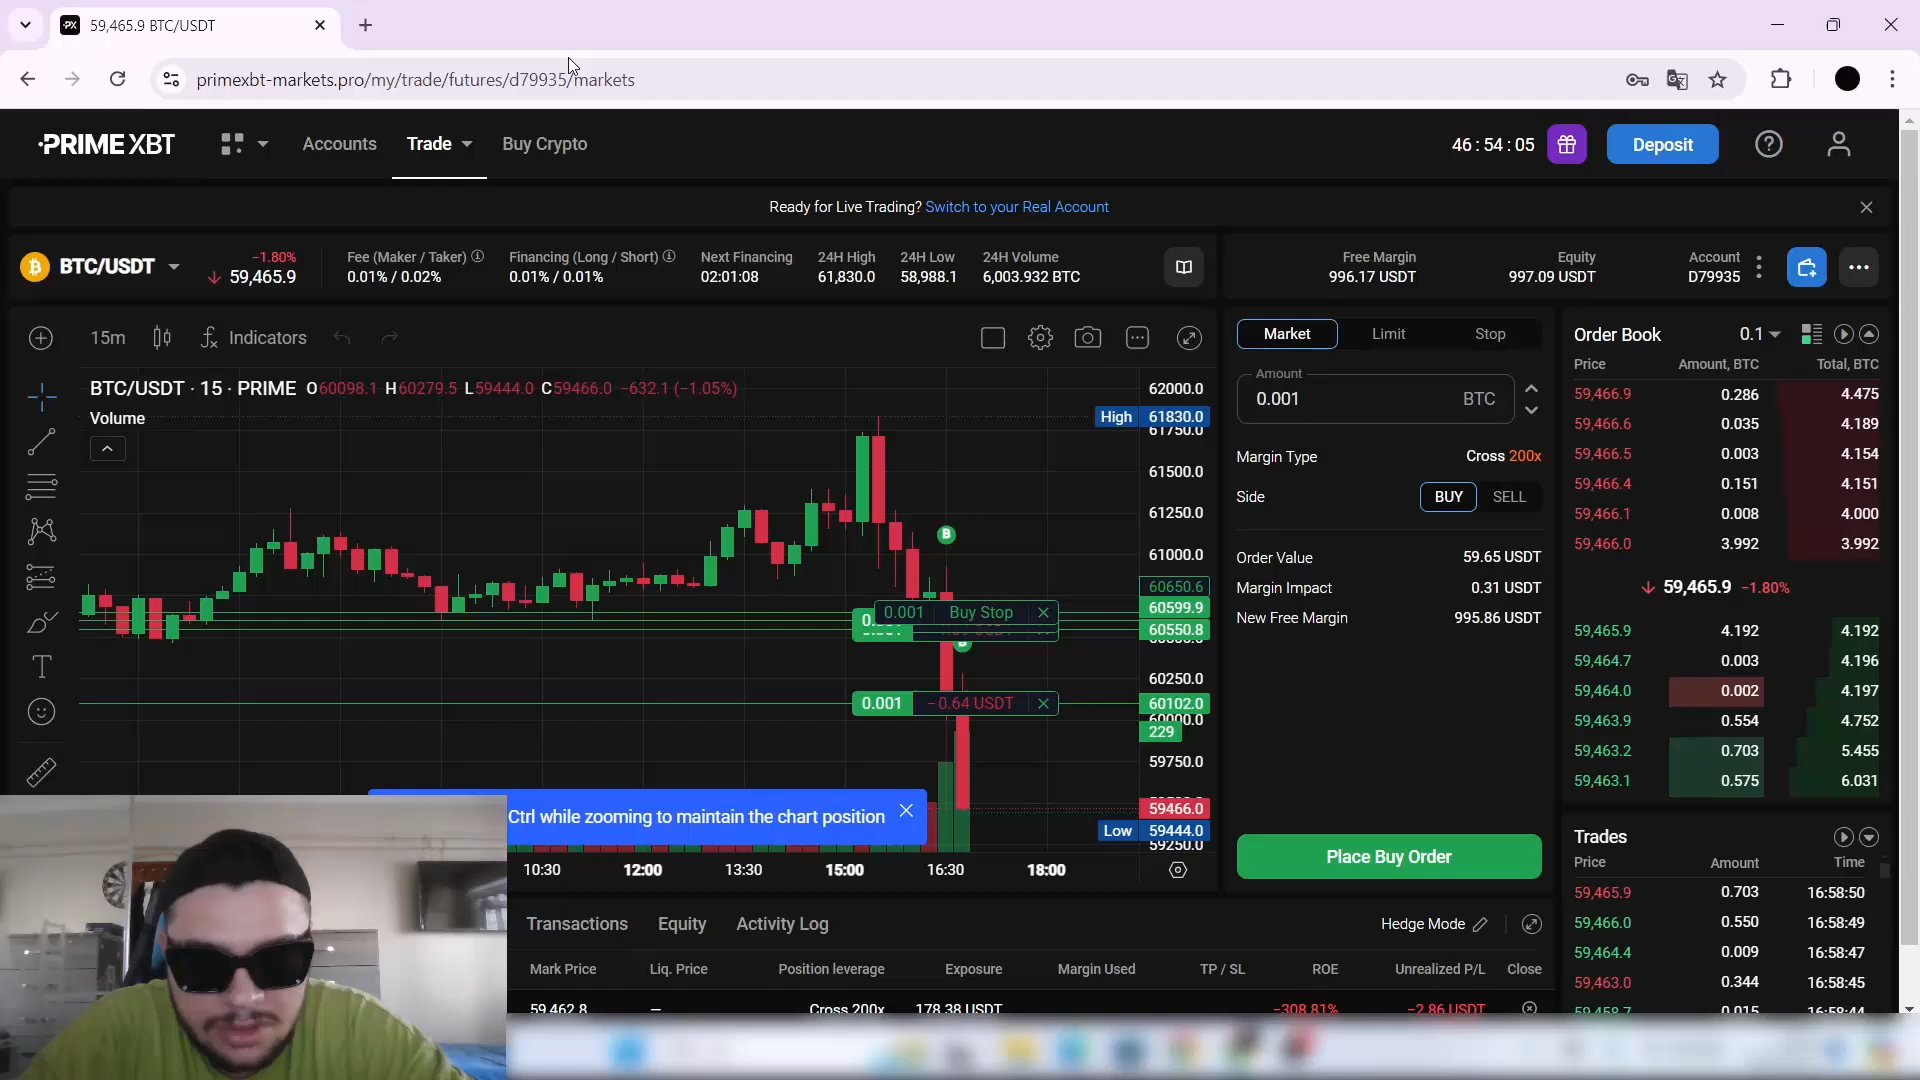 59,465.9 BTC/USDT
primexbt-markets.pro/my/trade/futures/d79935/markets
PRIME XBT
Accounts
Trade
Buy Crypto
46 : 54 : 05
Deposit
Ready for Live Trading? Switch to your Real Account
BTC/USDT
-1.80%
59,465.9
Fee (Maker / Taker)
0.01% / 0.02%
Financing (Long / Short)
0.01% / 0.01%
Next Financing
02:01:08
24H High
61,830.0
24H Low
58,988.1
24H Volume
6,003.932 BTC
Free Margin
996.17 USDT
Equity
997.09 USDT
Account
D79935
15m
Indicators
BTC/USDT · 15 · PRIME O60098.1 H60279.5 L59444.0 C59466.0 −632.1 (−1.05%)
Volume
62000.0
High 61830.0
61750.0
61500.0
61250.0
61000.0
60650.6
60599.9
60550.8
60250.0
60102.0
60000.0
229
59750.0
59466.0
Low 59444.0
59250.0
B
0.001 Buy Stop
0.001 −0.64 USDT
Ctrl while zooming to maintain the chart position
10:30 12:00 13:30 15:00 16:30 18:00
Market Limit Stop
Amount
0.001 BTC
Margin Type Cross 200x
Side BUY SELL
Order Value 59.65 USDT
Margin Impact 0.31 USDT
New Free Margin 995.86 USDT
Place Buy Order
Order Book 0.1
Price Amount, BTC Total, BTC
59,466.9 0.286 4.475
59,466.6 0.035 4.189
59,466.5 0.003 4.154
59,466.4 0.151 4.151
59,466.1 0.008 4.000
59,466.0 3.992 3.992
59,465.9 -1.80%
59,465.9 4.192 4.192
59,464.7 0.003 4.196
59,464.0 0.002 4.197
59,463.9 0.554 4.752
59,463.2 0.703 5.455
59,463.1 0.575 6.031
Trades
Price Amount Time
59,465.9 0.703 16:58:50
59,466.0 0.550 16:58:49
59,464.4 0.009 16:58:47
59,463.0 0.344 16:58:45
59,458.7 0.015 16:58:44
Transactions Equity Activity Log
Hedge Mode
Mark Price Liq. Price Position leverage Exposure Margin Used TP / SL ROE Unrealized P/L Close
59,462.8 — Cross 200x 178.38 USDT −308.81% −2.86 USDT